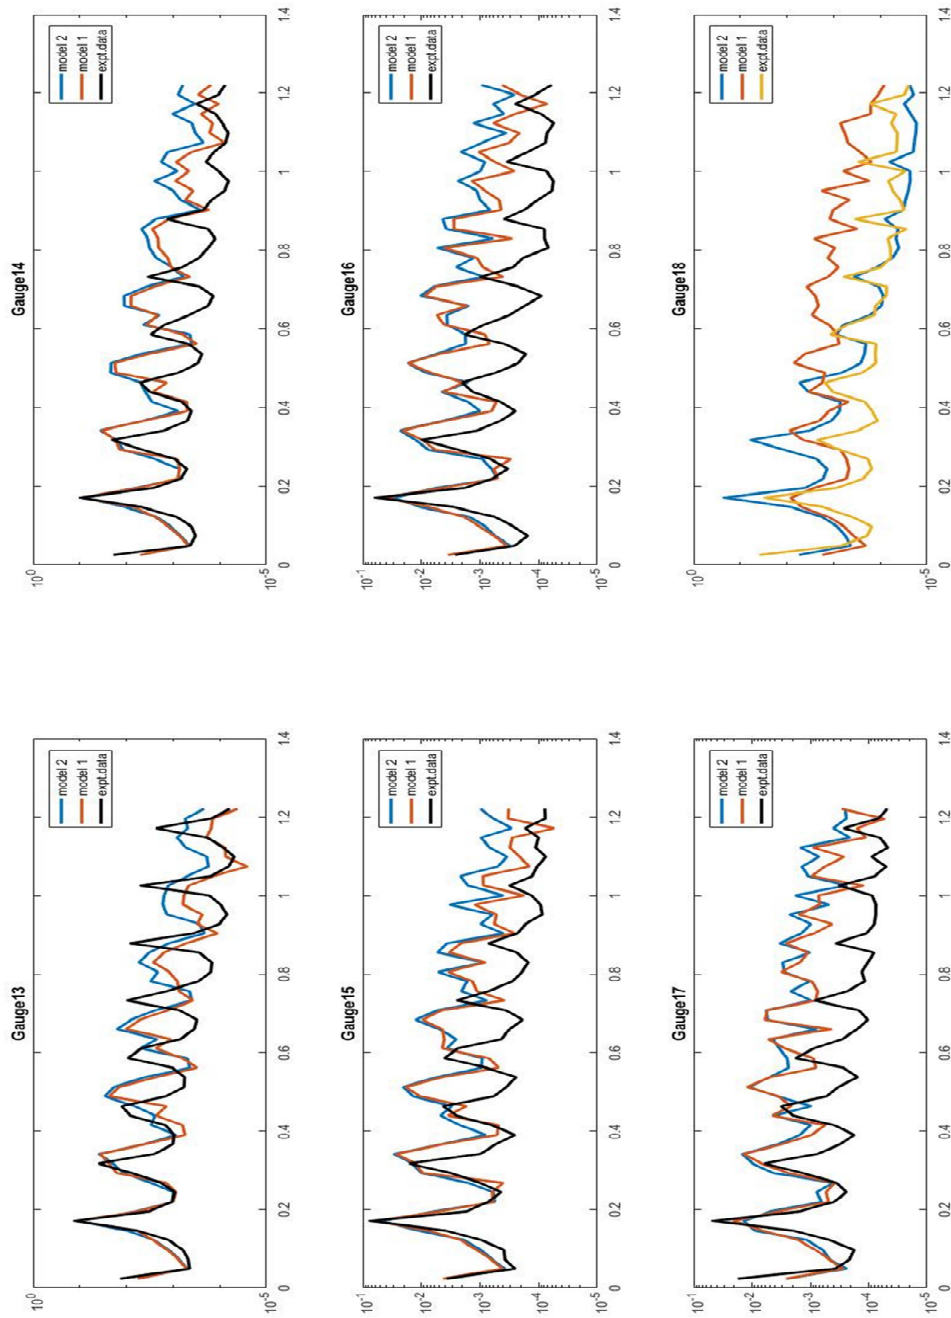 Gauge13
10^0
10^-5
0 0.2 0.4 0.6 0.8 1 1.2 1.4
model 2
model 1
expt.data
Gauge14
10^0
10^-5
0 0.2 0.4 0.6 0.8 1 1.2 1.4
model 2
model 1
expt.data
Gauge15
10^-1
10^-2
10^-3
10^-4
10^-5
0 0.2 0.4 0.6 0.8 1 1.2 1.4
model 2
model 1
expt.data
Gauge16
10^-1
10^-2
10^-3
10^-4
10^-5
0 0.2 0.4 0.6 0.8 1 1.2 1.4
model 2
model 1
expt.data
Gauge17
10^-1
10^-2
10^-3
10^-4
10^-5
0 0.2 0.4 0.6 0.8 1 1.2 1.4
model 2
model 1
expt.data
Gauge18
10^0
10^-5
0 0.2 0.4 0.6 0.8 1 1.2 1.4
model 2
model 1
expt.data